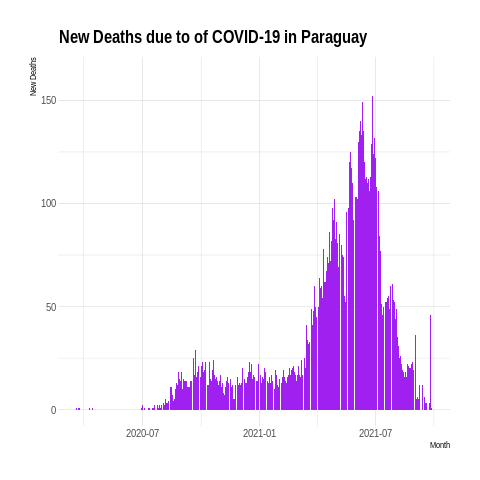 New Deaths due to of COVID-19 in Paraguay
New Deaths
150
100
50
0
2020-07
2021-01
2021-07
Month